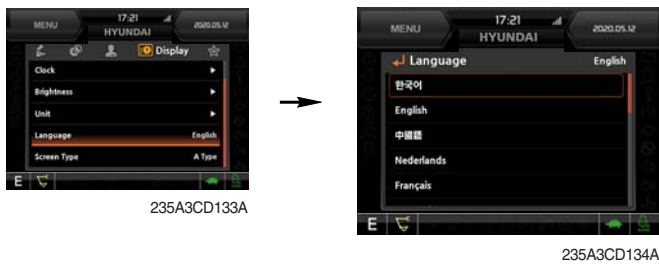 MENU
17:21
2020.05.12
HYUNDAI
Display
Clock
Brightness
Unit
Language English
Screen Type A Type
E
235A3CD133A
MENU
17:21
2020.05.12
HYUNDAI
Language English
한국어
English
中國語
Nederlands
Français
E
235A3CD134A